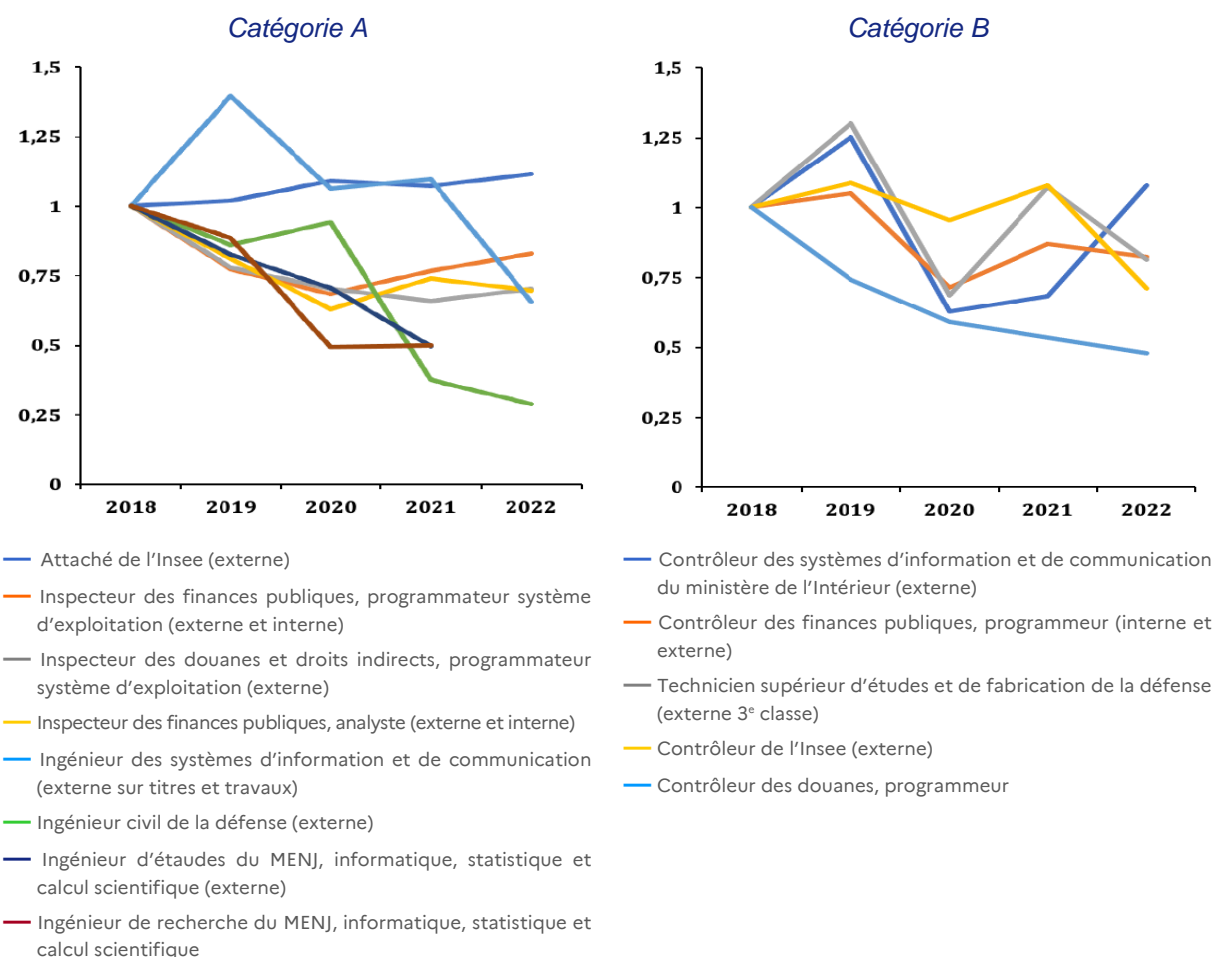 Catégorie A
1,5
1,25
1
0,75
0,5
0,25
0
2018 2019 2020 2021 2022
Attaché de l’Insee (externe)
Inspecteur des finances publiques, programmateur système
d’exploitation (externe et interne)
Inspecteur des douanes et droits indirects, programmateur
système d’exploitation (externe)
Inspecteur des finances publiques, analyste (externe et interne)
Ingénieur des systèmes d’information et de communication
(externe sur titres et travaux)
Ingénieur civil de la défense (externe)
Ingénieur d’étaudes du MENJ, informatique, statistique et
calcul scientifique (externe)
Ingénieur de recherche du MENJ, informatique, statistique et
calcul scientifique
Catégorie B
1,5
1,25
1
0,75
0,5
0,25
0
2018 2019 2020 2021 2022
Contrôleur des systèmes d’information et de communication
du ministère de l’Intérieur (externe)
Contrôleur des finances publiques, programmeur (interne et
externe)
Technicien supérieur d’études et de fabrication de la défense
(externe 3e classe)
Contrôleur de l’Insee (externe)
Contrôleur des douanes, programmeur